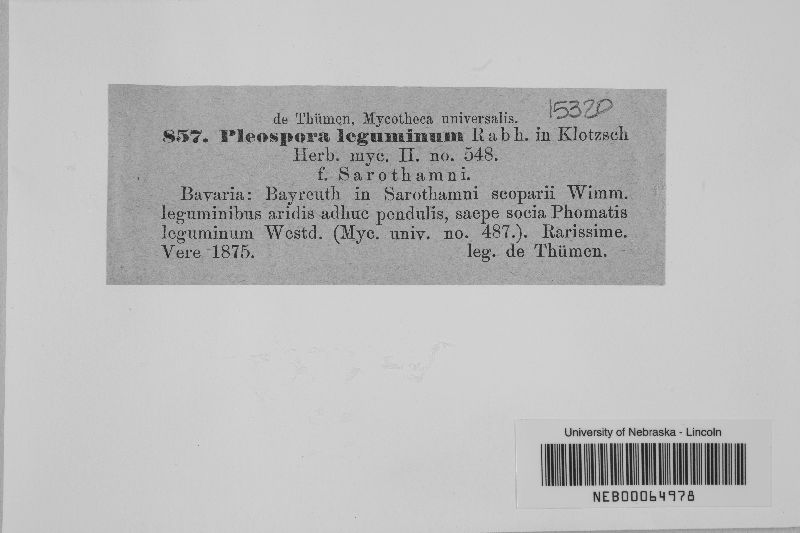 15320
de Thümen, Mycotheca universalis.
857. Pleospora leguminum Rabh. in Klotzsch
Herb. myc. II. no. 548.
f. Sarothamni.
Bavaria: Bayreuth in Sarothamni scoparii Wimm.
leguminibus aridis adhuc pendulis, saepe socia Phomatis
leguminum Westd. (Myc. univ. no. 487.). Rarissime.
Vere 1875. leg. de Thümen.
University of Nebraska - Lincoln
NEB00064978